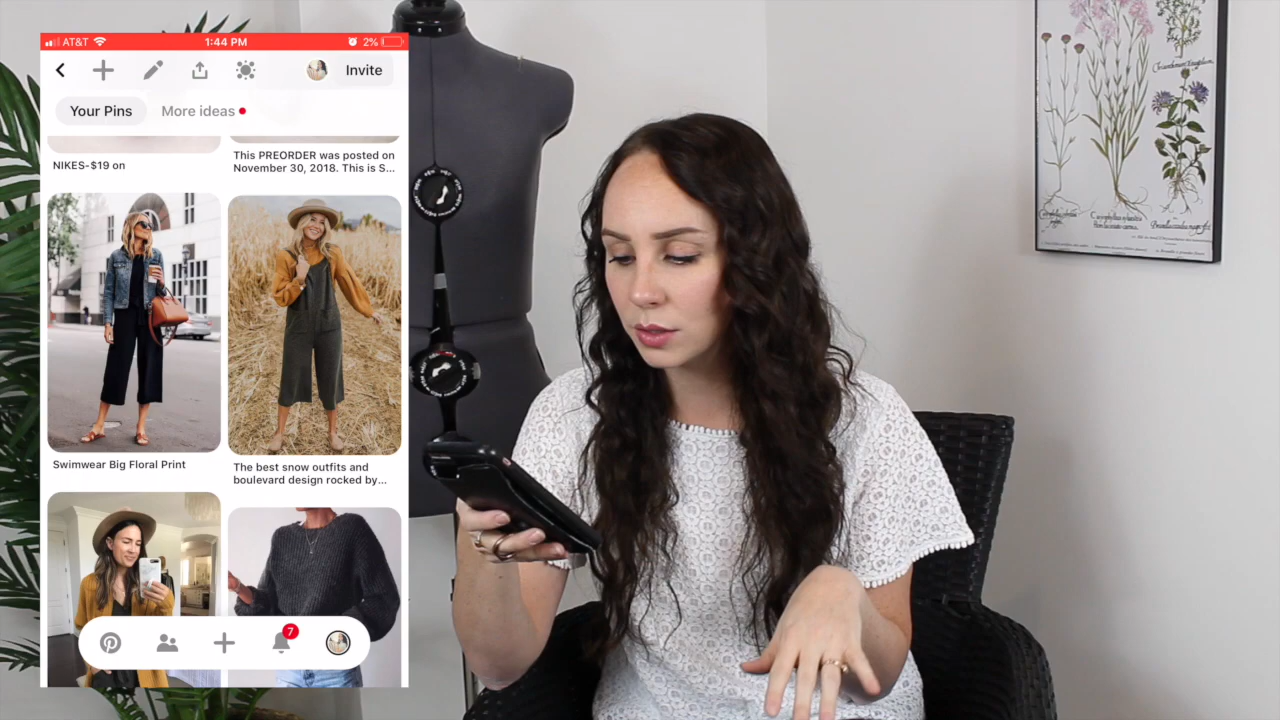 AT&T
1:44 PM
2%
Invite
Your Pins
More ideas
NIKES-$19 on
This PREORDER was posted on
November 30, 2018. This is S...
Swimwear Big Floral Print
The best snow outfits and
boulevard design rocked by...
7